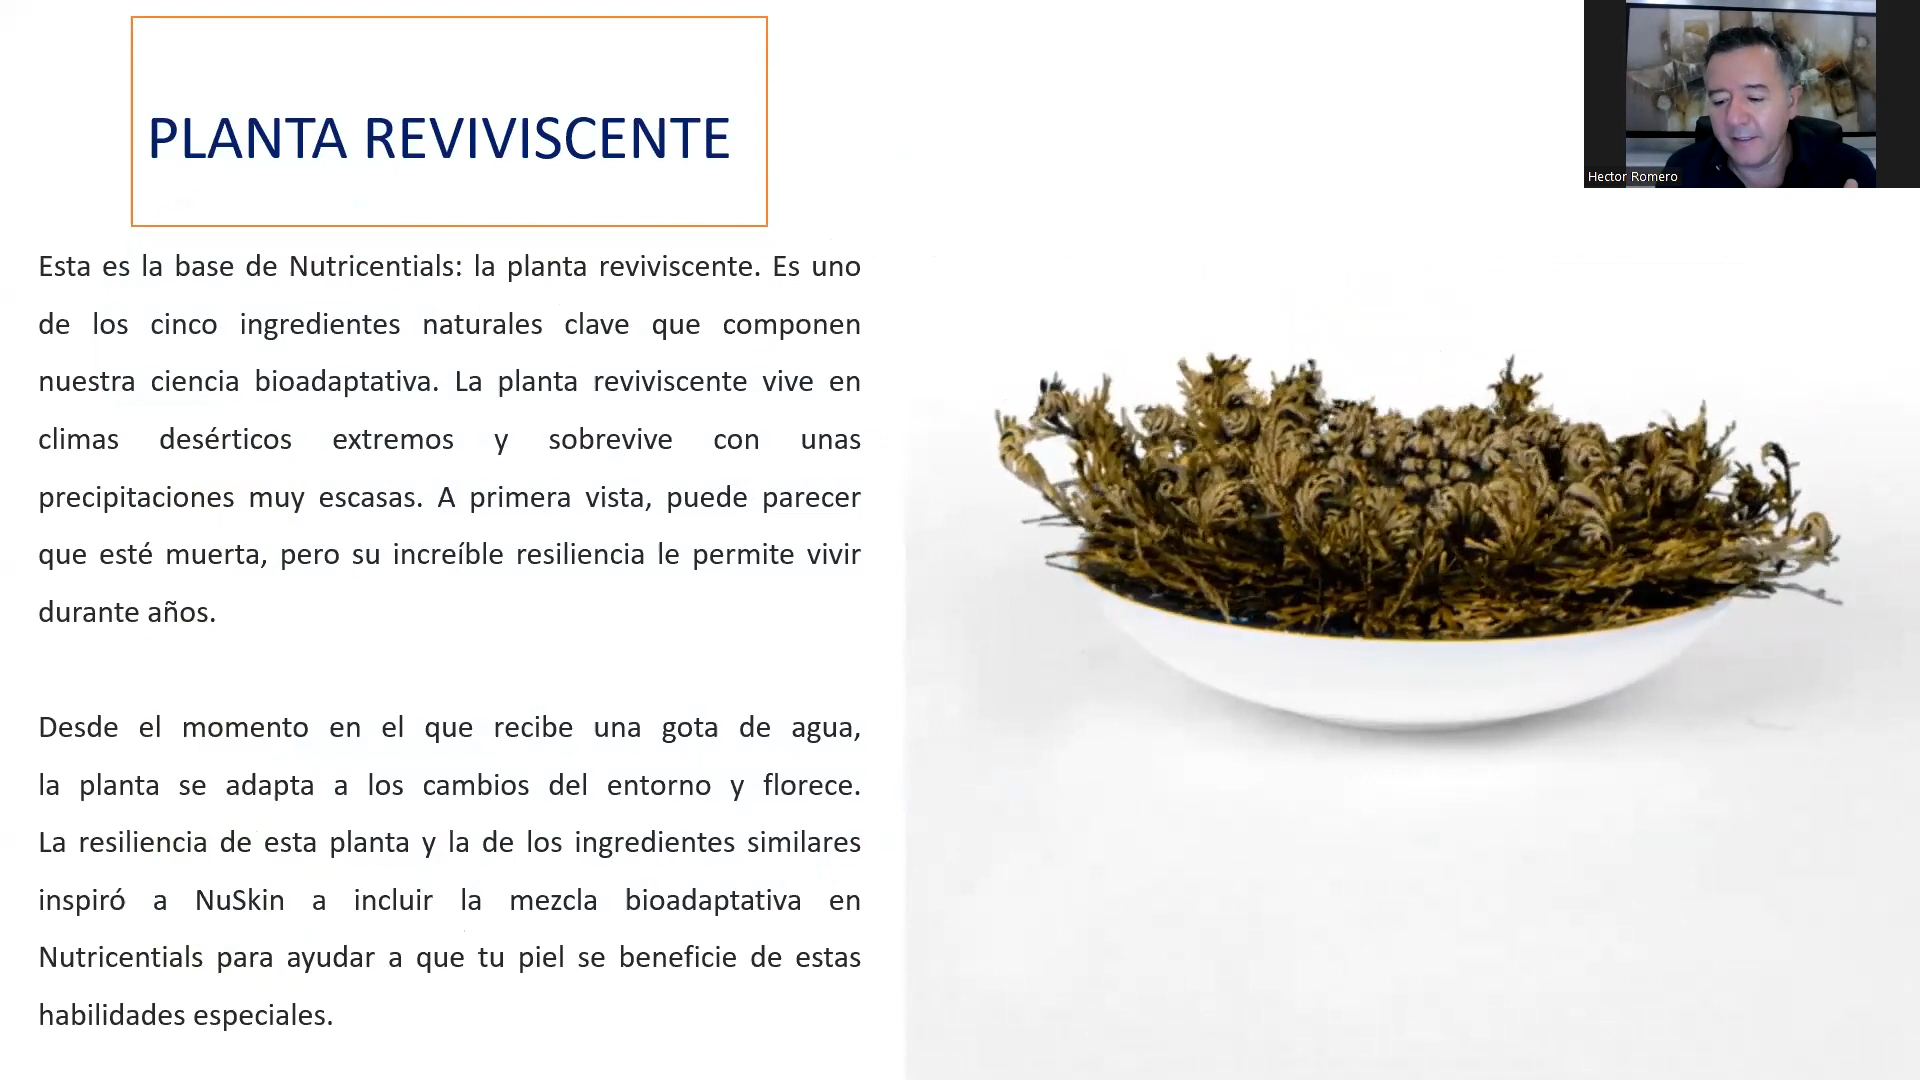 PLANTA REVIVISCENTE
Hector Romero
Esta es la base de Nutricentials: la planta reviviscente. Es uno
de los cinco ingredientes naturales clave que componen
nuestra ciencia bioadaptativa. La planta reviviscente vive en
climas desérticos extremos y sobrevive con unas
precipitaciones muy escasas. A primera vista, puede parecer
que esté muerta, pero su increíble resiliencia le permite vivir
durante años.
Desde el momento en el que recibe una gota de agua,
la planta se adapta a los cambios del entorno y florece.
La resiliencia de esta planta y la de los ingredientes similares
inspiró a NuSkin a incluir la mezcla bioadaptativa en
Nutricentials para ayudar a que tu piel se beneficie de estas
habilidades especiales.